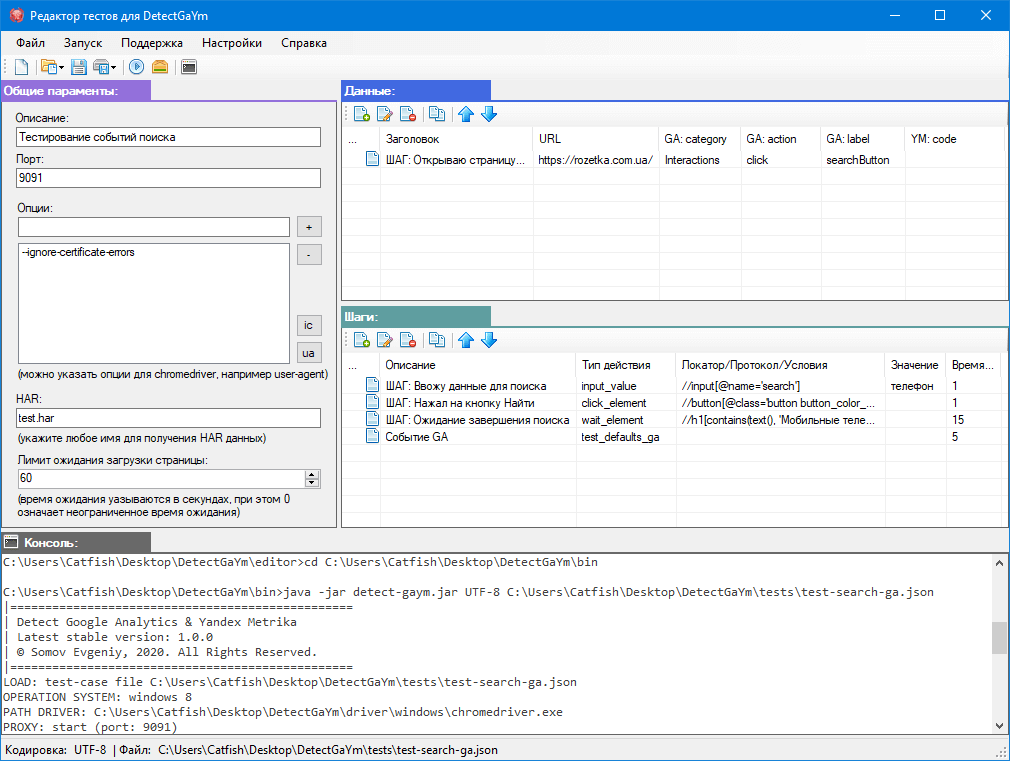 Редактор тестов для DetectGaYm
Файл Запуск Поддержка Настройки Справка
Общие параменты:
Описание:
Тестирование событий поиска
Порт:
9091
Опции:
+
--ignore-certificate-errors
-
ic
ua
(можно указать опции для chromedriver, например user-agent)
HAR:
test.har
(укажите любое имя для получения HAR данных)
Лимит ожидания загрузки страницы:
60
(время ожидания уазываются в секундах, при этом 0
означает неограниченное время ожидания)
Данные:
... Заголовок URL GA: category GA: action GA: label YM: code
ШАГ: Открываю страницу... https://rozetka.com.ua/ Interactions click searchButton
Шаги:
... Описание Тип действия Локатор/Протокол/Условия Значение Время...
ШАГ: Ввожу данные для поиска input_value //input[@name='search'] телефон 1
ШАГ: Нажал на кнопку Найти click_element //button[@class='button button_color_... 1
ШАГ: Ожидание завершения поиска wait_element //h1[contains(text(), 'Мобильные теле... 15
Событие GA test_defaults_ga 5
Консоль:
C:\Users\Catfish\Desktop\DetectGaYm\editor>cd C:\Users\Catfish\Desktop\DetectGaYm\bin
C:\Users\Catfish\Desktop\DetectGaYm\bin>java -jar detect-gaym.jar UTF-8 C:\Users\Catfish\Desktop\DetectGaYm\tests\test-search-ga.json
|==============================================
| Detect Google Analytics & Yandex Metrika
| Latest stable version: 1.0.0
| © Somov Evgeniy, 2020. All Rights Reserved.
|==============================================
LOAD: test-case file C:\Users\Catfish\Desktop\DetectGaYm\tests\test-search-ga.json
OPERATION SYSTEM: windows 8
PATH DRIVER: C:\Users\Catfish\Desktop\DetectGaYm\driver\windows\chromedriver.exe
PROXY: start (port: 9091)
Кодировка: UTF-8 | Файл: C:\Users\Catfish\Desktop\DetectGaYm\tests\test-search-ga.json